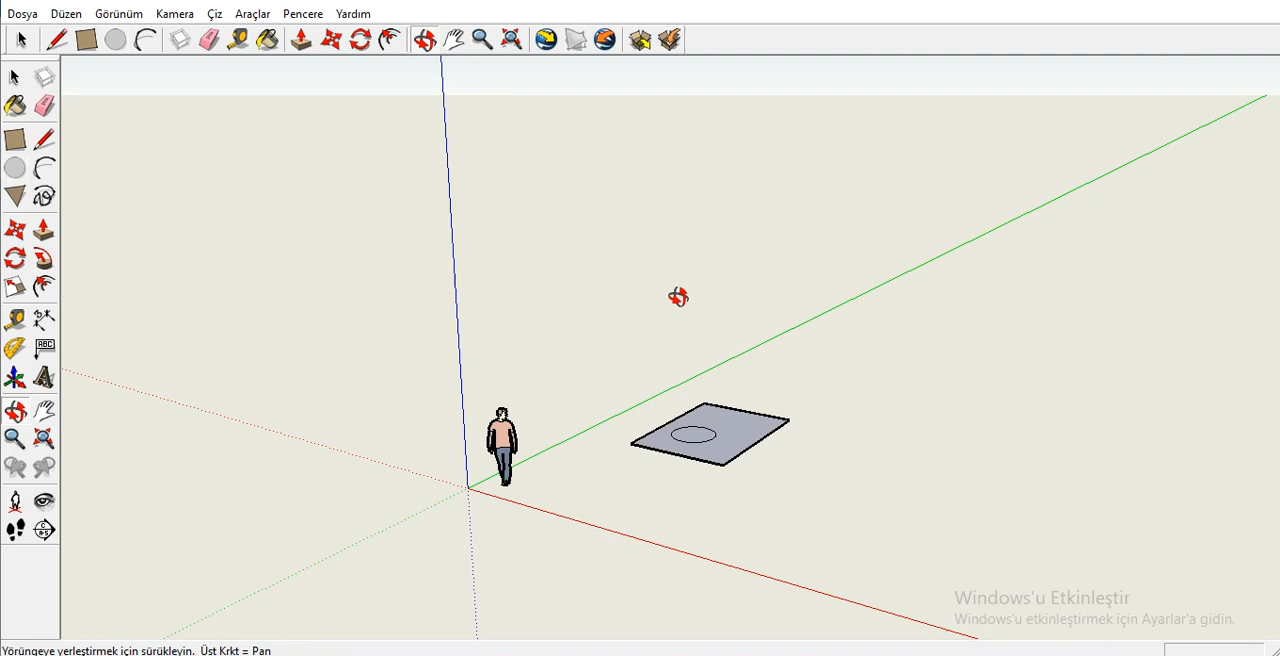 Dosya Düzen Görünüm Kamera Çiz Araçlar Pencere Yardım
ABC
A
Windows'u Etkinleştir
Windows'u etkinleştirmek için Ayarlar'a gidin.
Yörüngeye yerleştirmek için sürükleyin. Üst Krkt = Pan